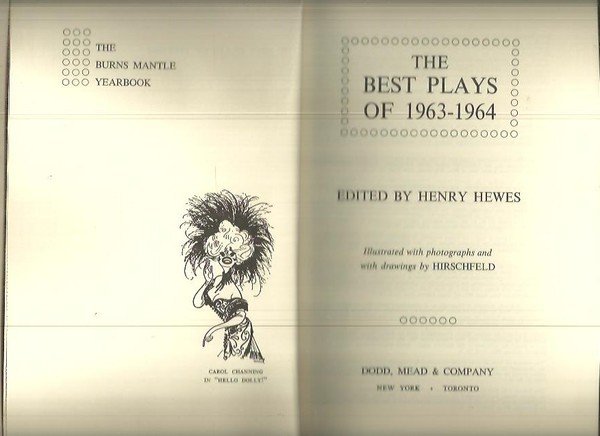 THE
BURNS MANTLE
YEARBOOK
CAROL CHANNING
IN "HELLO DOLLY!"
THE
BEST PLAYS
OF 1963-1964
EDITED BY HENRY HEWES
Illustrated with photographs and
with drawings by HIRSCHFELD
DODD, MEAD & COMPANY
NEW YORK • TORONTO